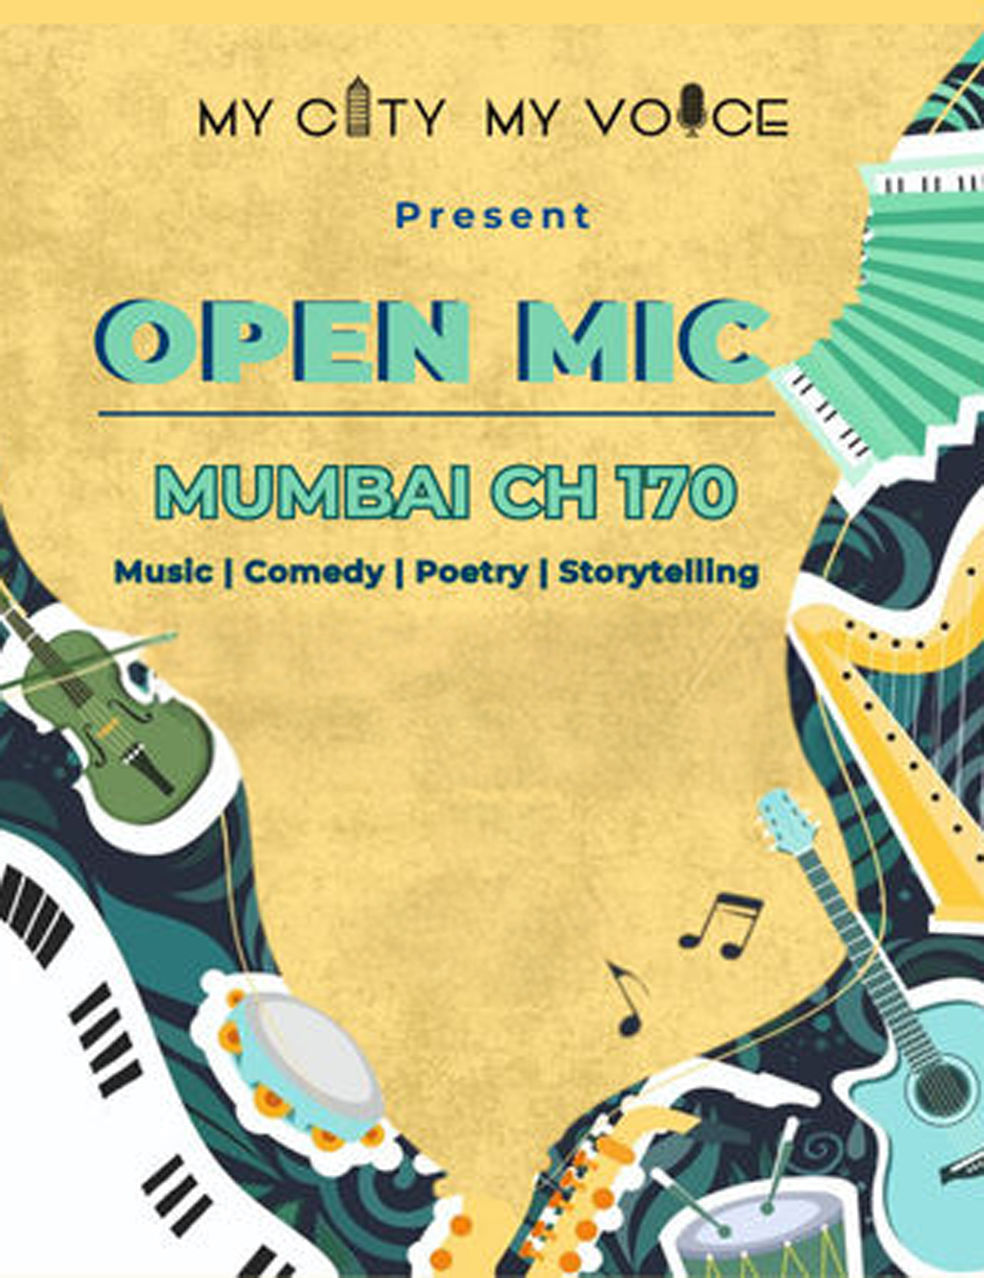 MY CITY MY VOICE
Present
OPEN MIC
MUMBAI CH 170
Music | Comedy | Poetry | Storytelling